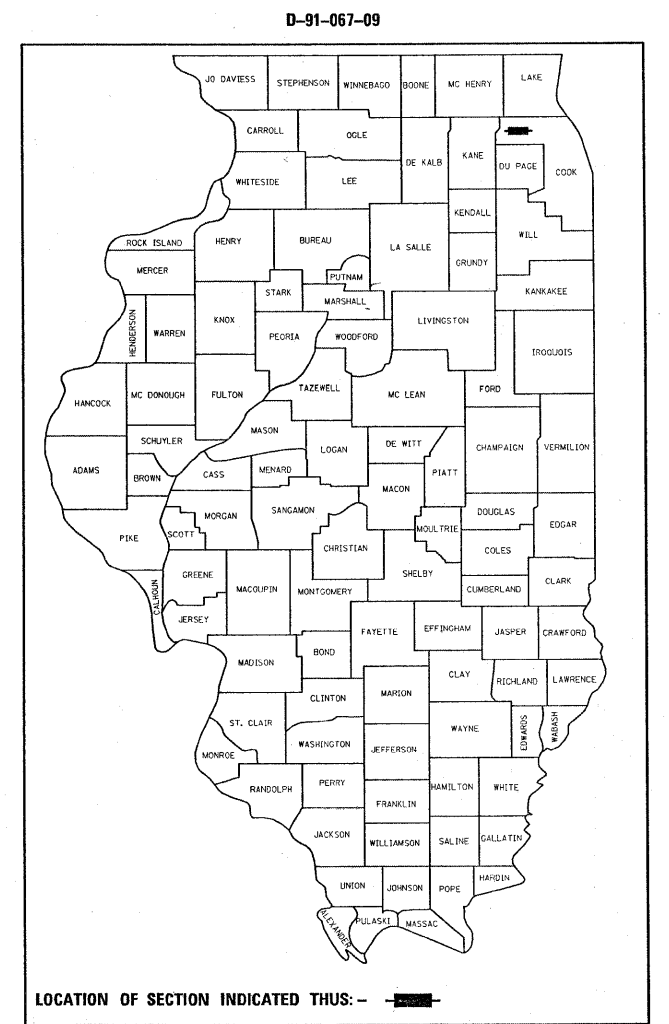 D-91-067-09
JO DAVIESS
STEPHENSON
WINNEBAGO
BOONE
MC HENRY
LAKE
CARROLL
OGLE
DE KALB
KANE
DU PAGE
COOK
WHITESIDE
LEE
KENDALL
ROCK ISLAND
HENRY
BUREAU
LA SALLE
WILL
MERCER
PUTNAM
GRUNDY
STARK
MARSHALL
KANKAKEE
HENDERSON
WARREN
KNOX
PEORIA
WOODFORD
LIVINGSTON
IROQUOIS
HANCOCK
MC DONOUGH
FULTON
TAZEWELL
MC LEAN
FORD
SCHUYLER
MASON
LOGAN
DE WITT
CHAMPAIGN
VERMILION
ADAMS
BROWN
CASS
MENARD
PIATT
MACON
PIKE
SCOTT
MORGAN
SANGAMON
MOULTRIE
DOUGLAS
EDGAR
CHRISTIAN
COLES
CALHOUN
GREENE
MACOUPIN
MONTGOMERY
SHELBY
CUMBERLAND
CLARK
JERSEY
FAYETTE
EFFINGHAM
JASPER
CRAWFORD
MADISON
BOND
CLAY
RICHLAND
LAWRENCE
CLINTON
MARION
ST. CLAIR
WAYNE
EDWARDS
WABASH
MONROE
WASHINGTON
JEFFERSON
RANDOLPH
PERRY
HAMILTON
WHITE
FRANKLIN
JACKSON
WILLIAMSON
SALINE
GALLATIN
UNION
JOHNSON
POPE
HARDIN
ALEXANDER
PULASKI
MASSAC
LOCATION OF SECTION INDICATED THUS: -